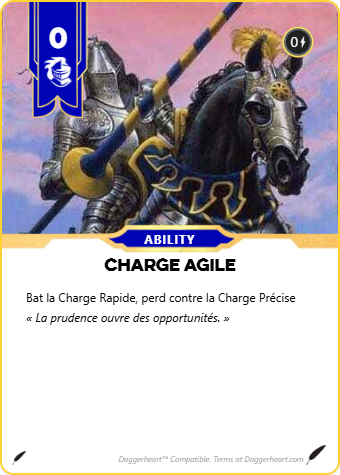 0
0
ABILITY
CHARGE AGILE
Bat la Charge Rapide, perd contre la Charge Précise
« La prudence ouvre des opportunités. »
Daggerheart™ Compatible. Terms at Daggerheart.com